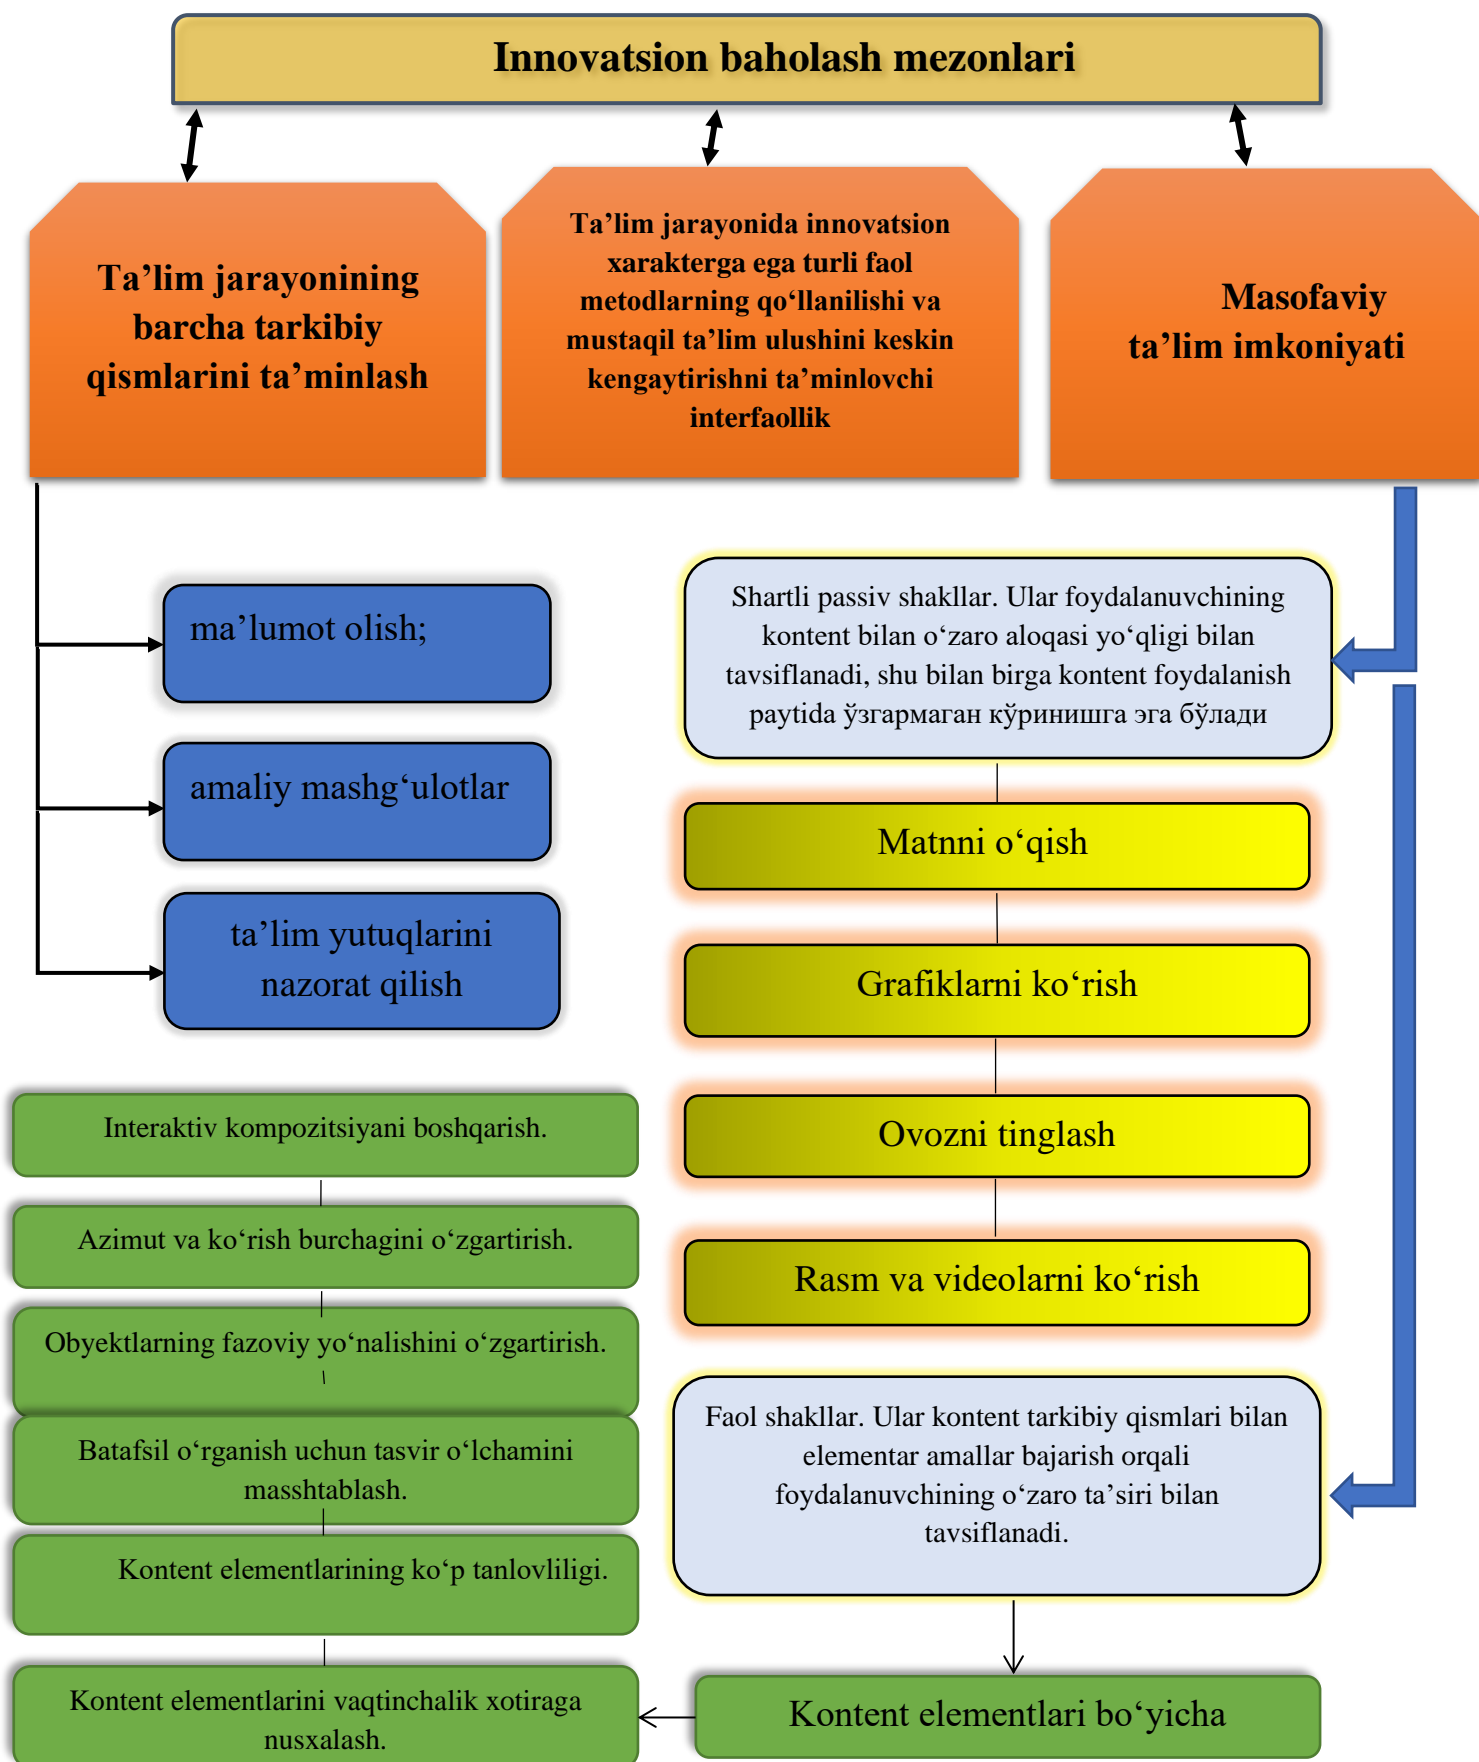 Innovatsion baholash mezonlari
Ta’lim jarayonining
barcha tarkibiy
qismlarini ta’minlash
Ta’lim jarayonida innovatsion
xarakterga ega turli faol
metodlarning qo‘llanilishi va
mustaqil ta’lim ulushini keskin
kengaytirishni ta’minlovchi
interfaollik
Masofaviy
ta’lim imkoniyati
ma’lumot olish;
amaliy mashg‘ulotlar
ta’lim yutuqlarini
nazorat qilish
Shartli passiv shakllar. Ular foydalanuvchining
kontent bilan o‘zaro aloqasi yo‘qligi bilan
tavsiflanadi, shu bilan birga kontent foydalanish
paytida ўзгармаган кўринишга эга бўлади
Matnni o‘qish
Grafiklarni ko‘rish
Ovozni tinglash
Rasm va videolarni ko‘rish
Faol shakllar. Ular kontent tarkibiy qismlari bilan
elementar amallar bajarish orqali
foydalanuvchining o‘zaro ta’siri bilan
tavsiflanadi.
Kontent elementlari bo‘yicha
Interaktiv kompozitsiyani boshqarish.
Azimut va ko‘rish burchagini o‘zgartirish.
Obyektlarning fazoviy yo‘nalishini o‘zgartirish.
Batafsil o‘rganish uchun tasvir o‘lchamini
masshtablash.
Kontent elementlarining ko‘p tanlovliligi.
Kontent elementlarini vaqtinchalik xotiraga
nusxalash.